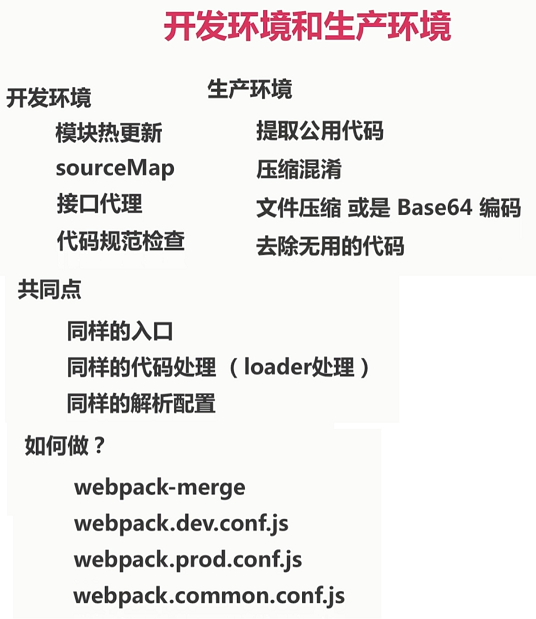 开发环境和生产环境
开发环境
模块热更新
sourceMap
接口代理
代码规范检查
生产环境
提取公用代码
压缩混淆
文件压缩 或是 Base64 编码
去除无用的代码
共同点
同样的入口
同样的代码处理 （loader处理）
同样的解析配置
如何做？
webpack-merge
webpack.dev.conf.js
webpack.prod.conf.js
webpack.common.conf.js